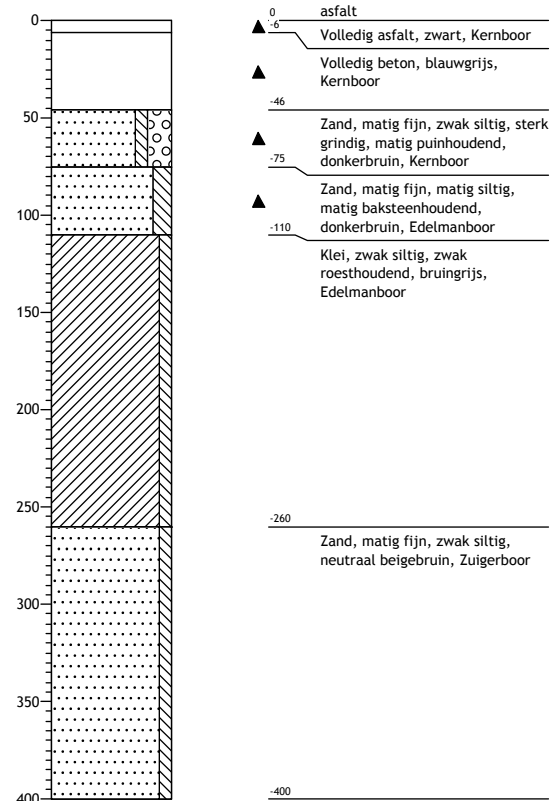 0
50
100
150
200
250
300
350
400
0
asfalt
-6
Volledig asfalt, zwart, Kernboor
Volledig beton, blauwgrijs,
Kernboor
-46
Zand, matig fijn, zwak siltig, sterk
grindig, matig puinhoudend,
donkerbruin, Kernboor
-75
Zand, matig fijn, matig siltig,
matig baksteenhoudend,
donkerbruin, Edelmanboor
-110
Klei, zwak siltig, zwak
roesthoudend, bruingrijs,
Edelmanboor
-260
Zand, matig fijn, zwak siltig,
neutraal beigebruin, Zuigerboor
-400